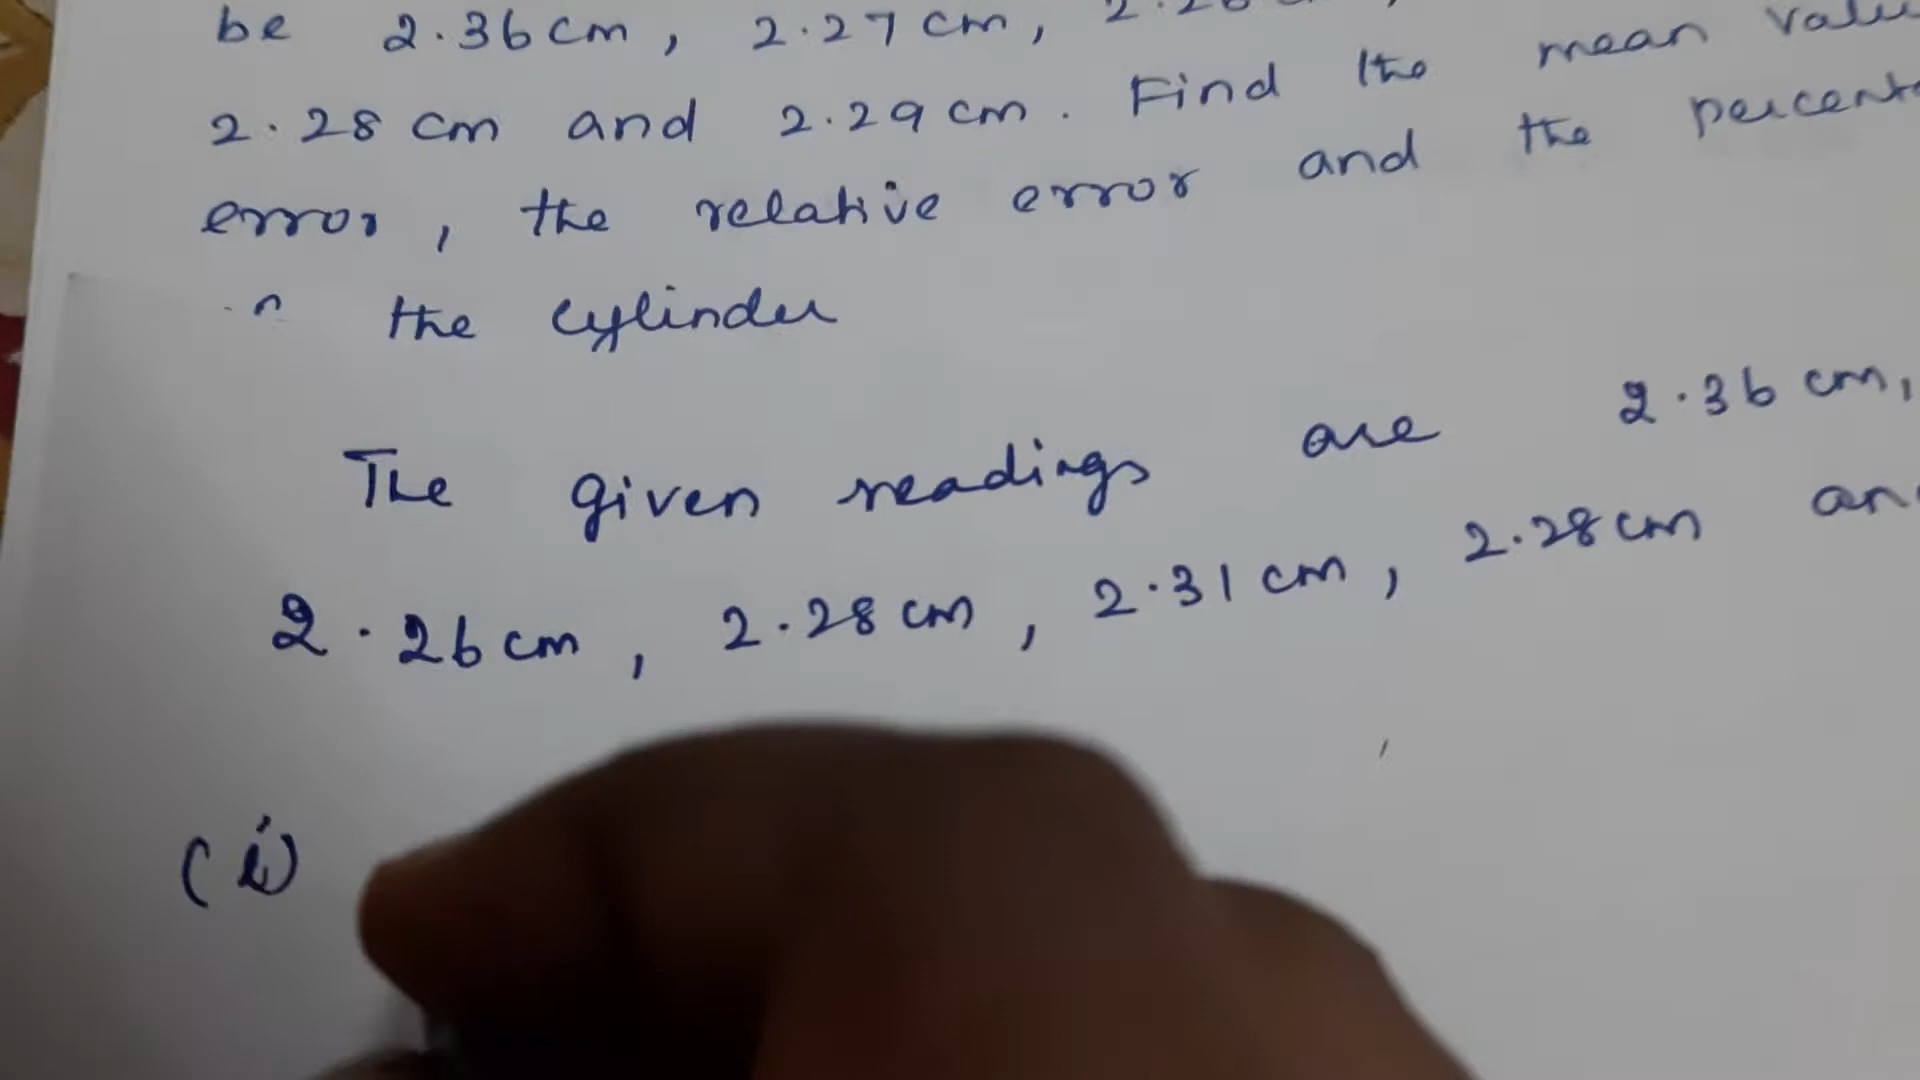 be 2.36 cm, 2.27 cm,
2.28 cm and 2.29 cm. Find the mean
error, the relative error and the
the cylinder
The given readings are 2.36 cm,
2.26 cm, 2.28 cm, 2.31 cm, 2.28 cm
(i)